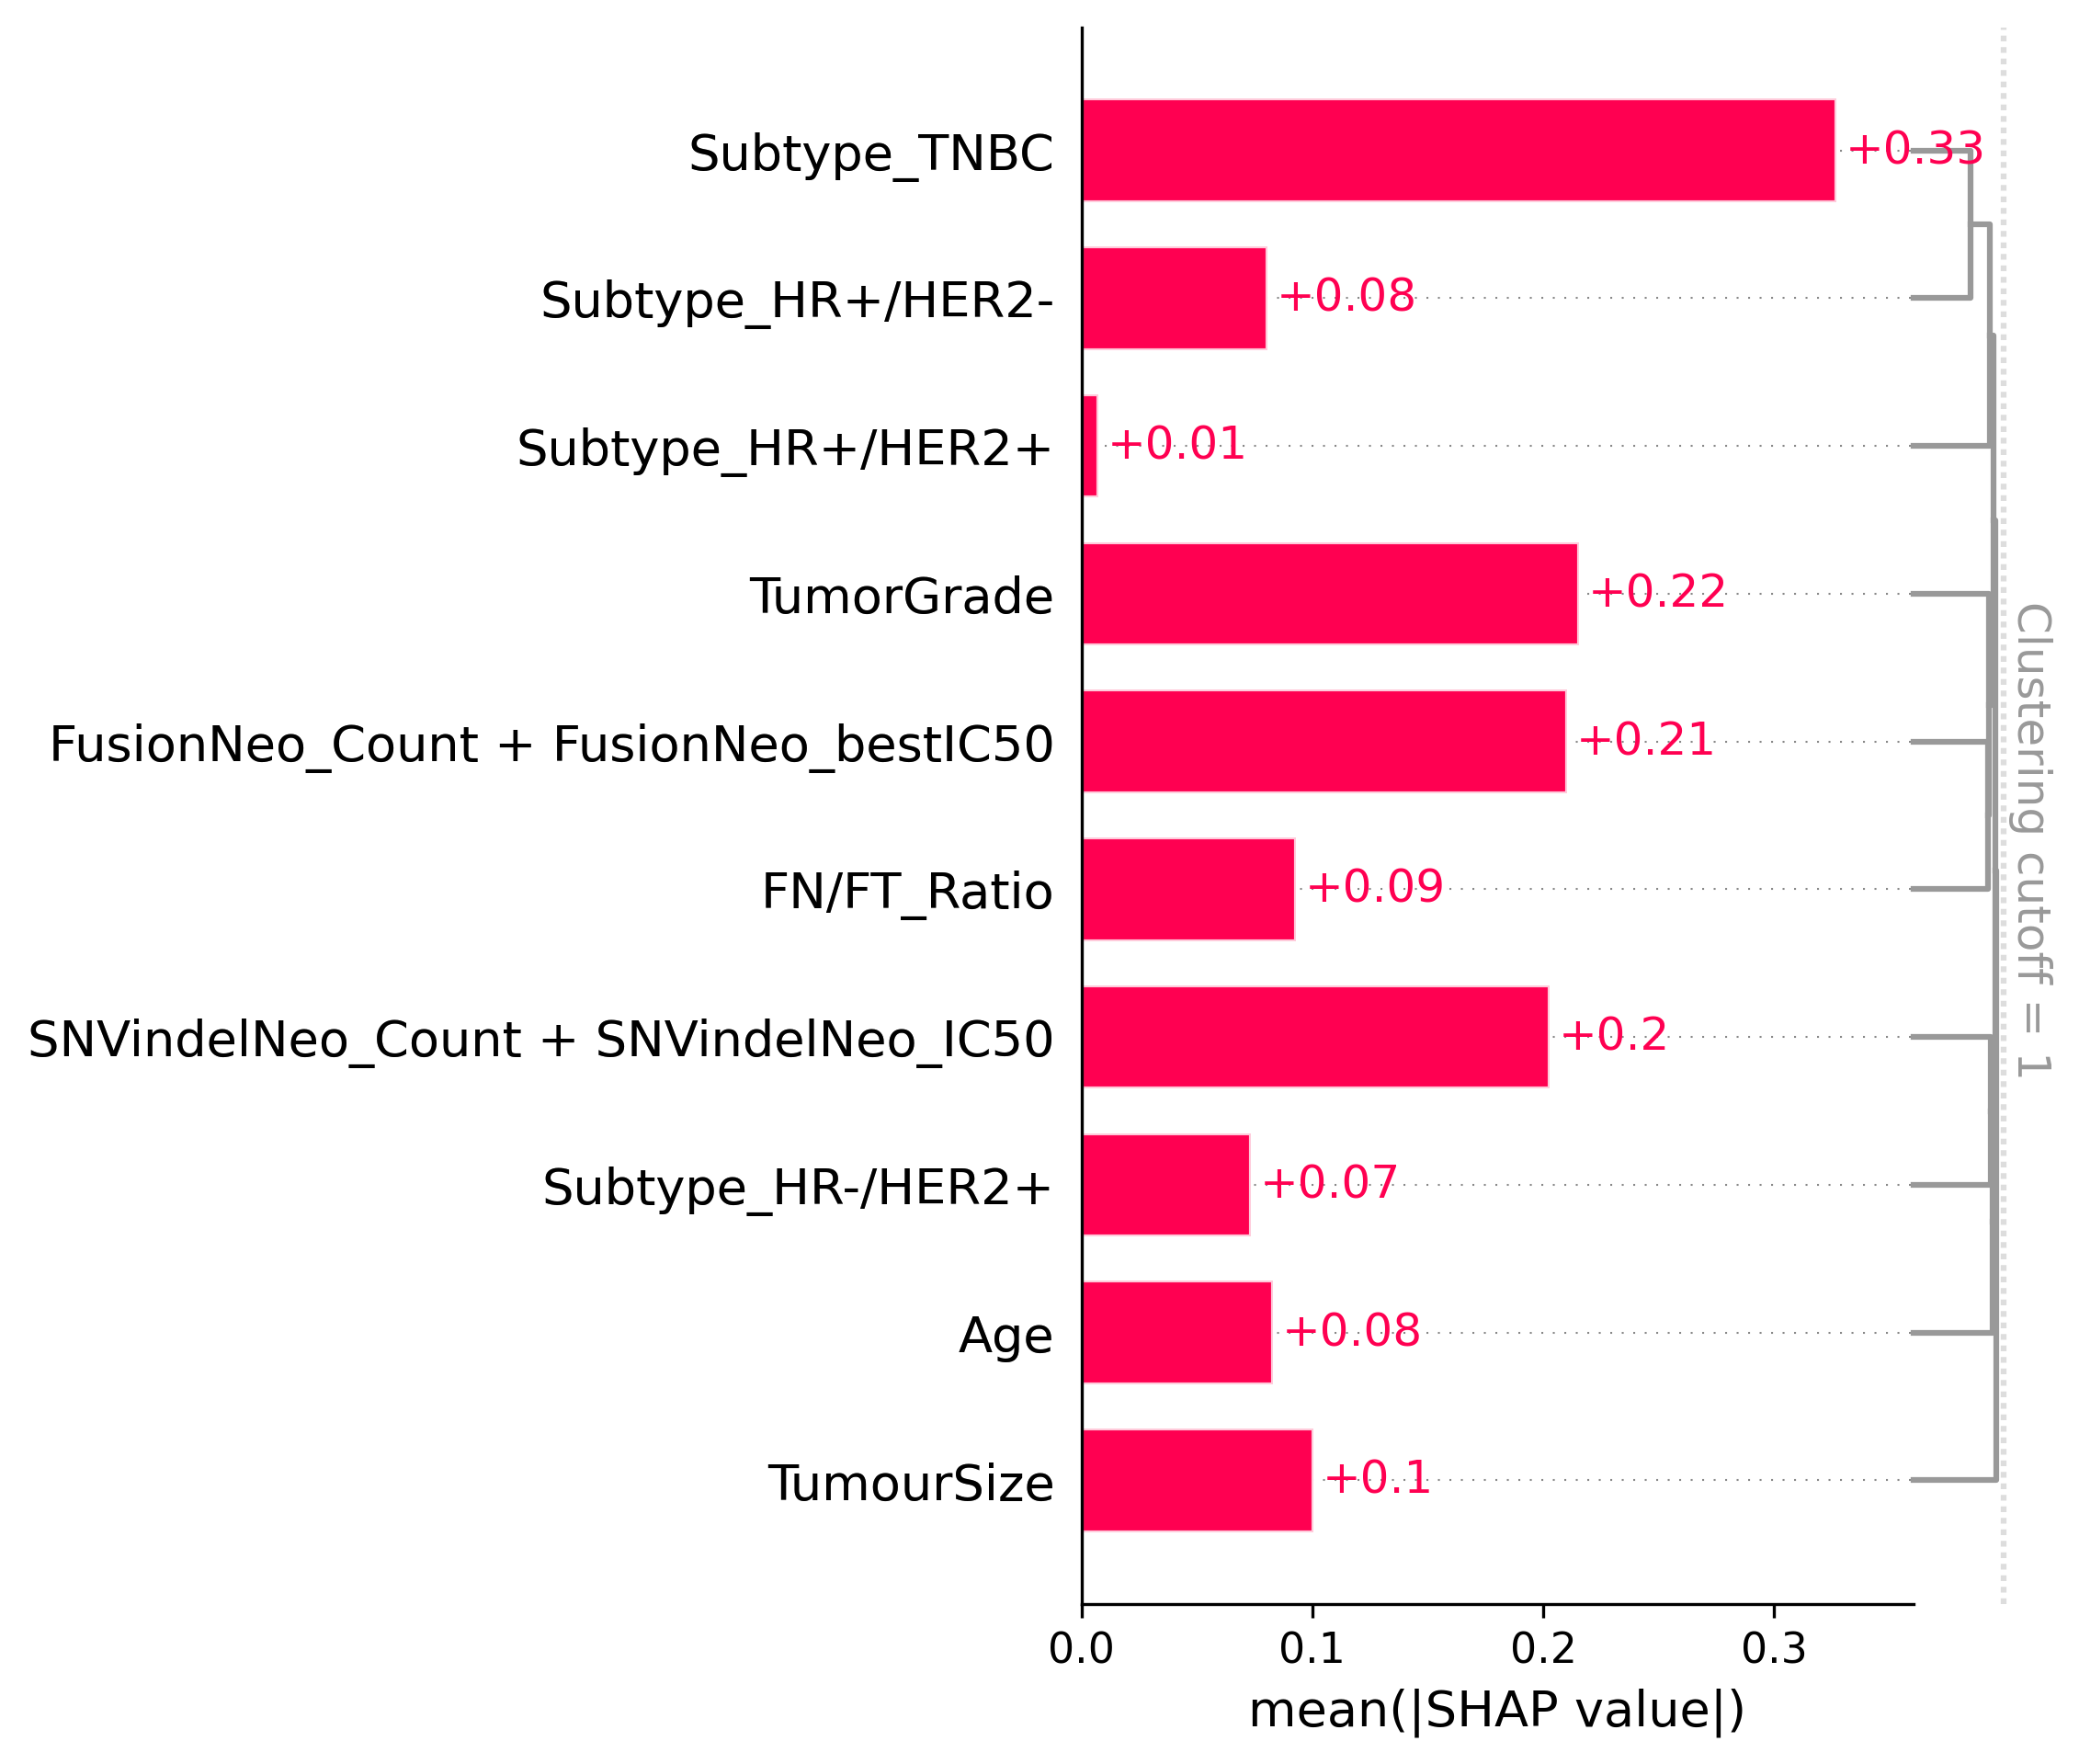 Subtype_TNBC +0.33
Subtype_HR+/HER2- +0.08
Subtype_HR+/HER2+ +0.01
TumorGrade +0.22
FusionNeo_Count + FusionNeo_bestIC50 +0.21
FN/FT_Ratio +0.09
SNVindelNeo_Count + SNVindelNeo_IC50 +0.2
Subtype_HR-/HER2+ +0.07
Age +0.08
TumourSize +0.1
Clustering cutoff = 1
0.0 0.1 0.2 0.3
mean(|SHAP value|)